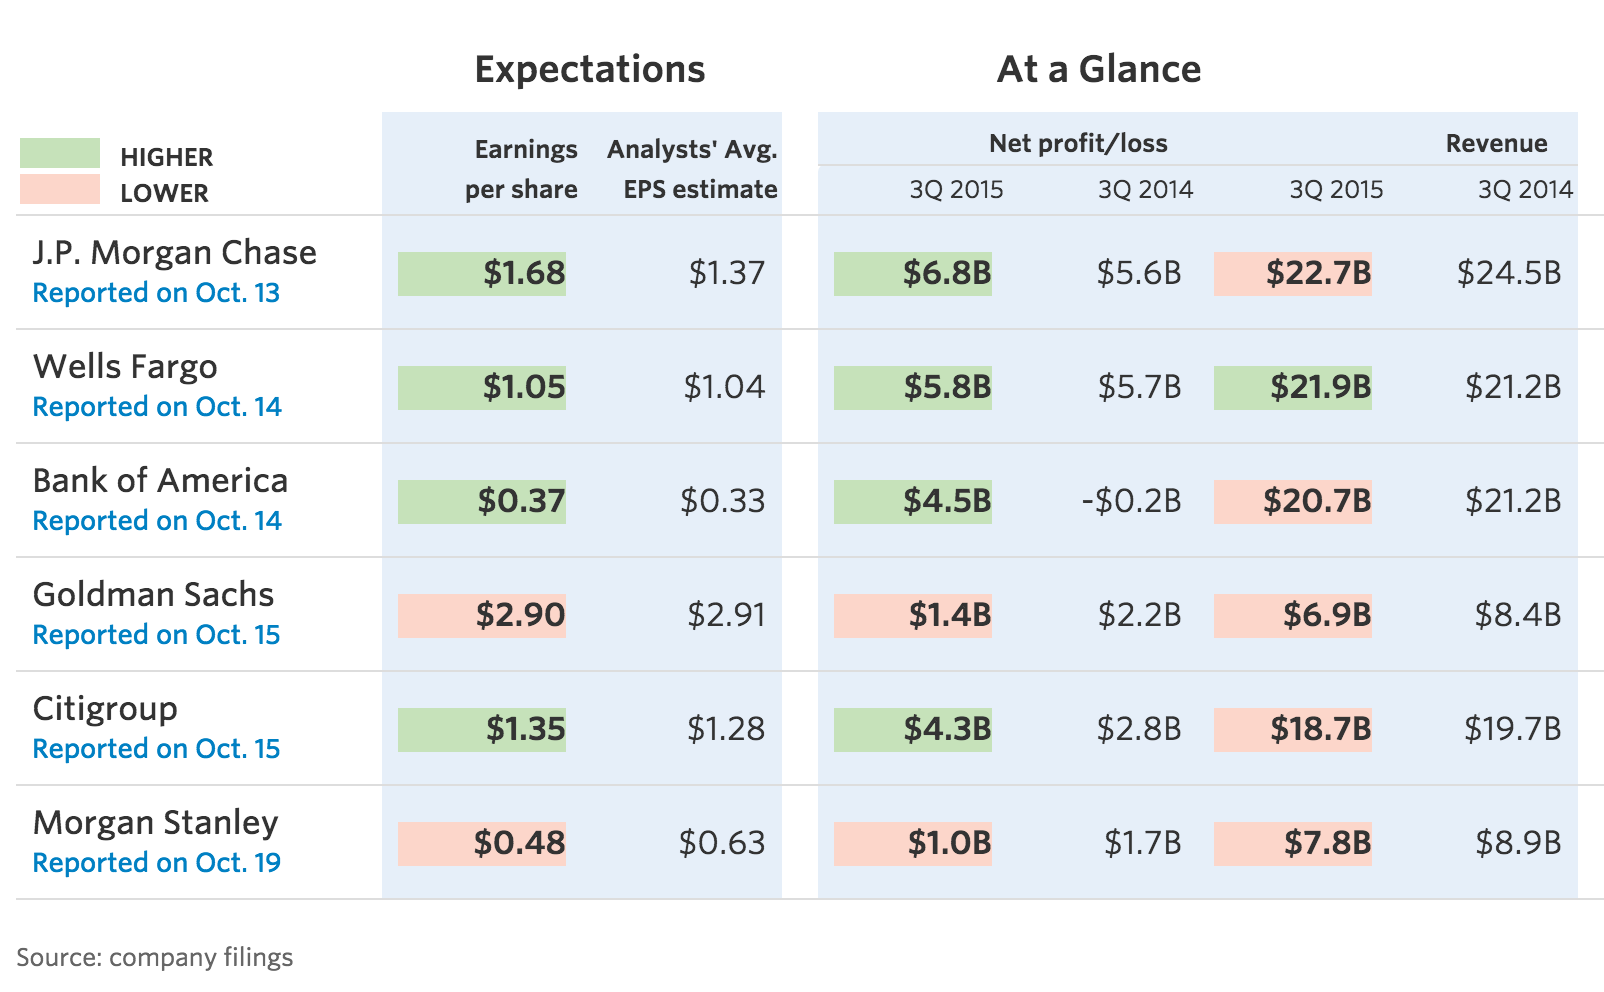 Expectations At a Glance
HIGHER
LOWER
Earnings per share Analysts' Avg. EPS estimate Net profit/loss Revenue
3Q 2015 3Q 2014 3Q 2015 3Q 2014
J.P. Morgan Chase
Reported on Oct. 13
$1.68 $1.37 $6.8B $5.6B $22.7B $24.5B
Wells Fargo
Reported on Oct. 14
$1.05 $1.04 $5.8B $5.7B $21.9B $21.2B
Bank of America
Reported on Oct. 14
$0.37 $0.33 $4.5B -$0.2B $20.7B $21.2B
Goldman Sachs
Reported on Oct. 15
$2.90 $2.91 $1.4B $2.2B $6.9B $8.4B
Citigroup
Reported on Oct. 15
$1.35 $1.28 $4.3B $2.8B $18.7B $19.7B
Morgan Stanley
Reported on Oct. 19
$0.48 $0.63 $1.0B $1.7B $7.8B $8.9B
Source: company filings